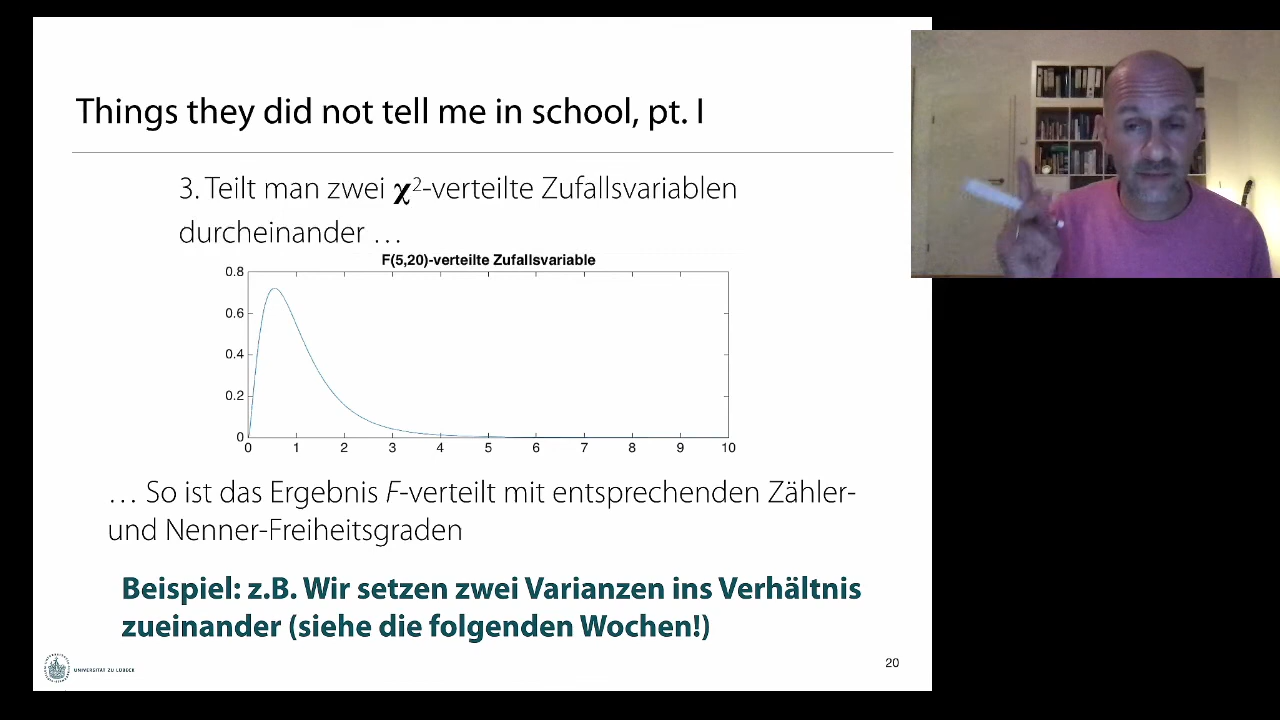 Things they did not tell me in school, pt. I
3. Teilt man zwei χ²-verteilte Zufallsvariablen
durcheinander …
F(5,20)-verteilte Zufallsvariable
0.8
0.6
0.4
0.2
0
0 1 2 3 4 5 6 7 8 9 10
… So ist das Ergebnis F-verteilt mit entsprechenden Zähler-
und Nenner-Freiheitsgraden
Beispiel: z.B. Wir setzen zwei Varianzen ins Verhältnis
zueinander (siehe die folgenden Wochen!)
UNIVERSITÄT ZU LÜBECK
20